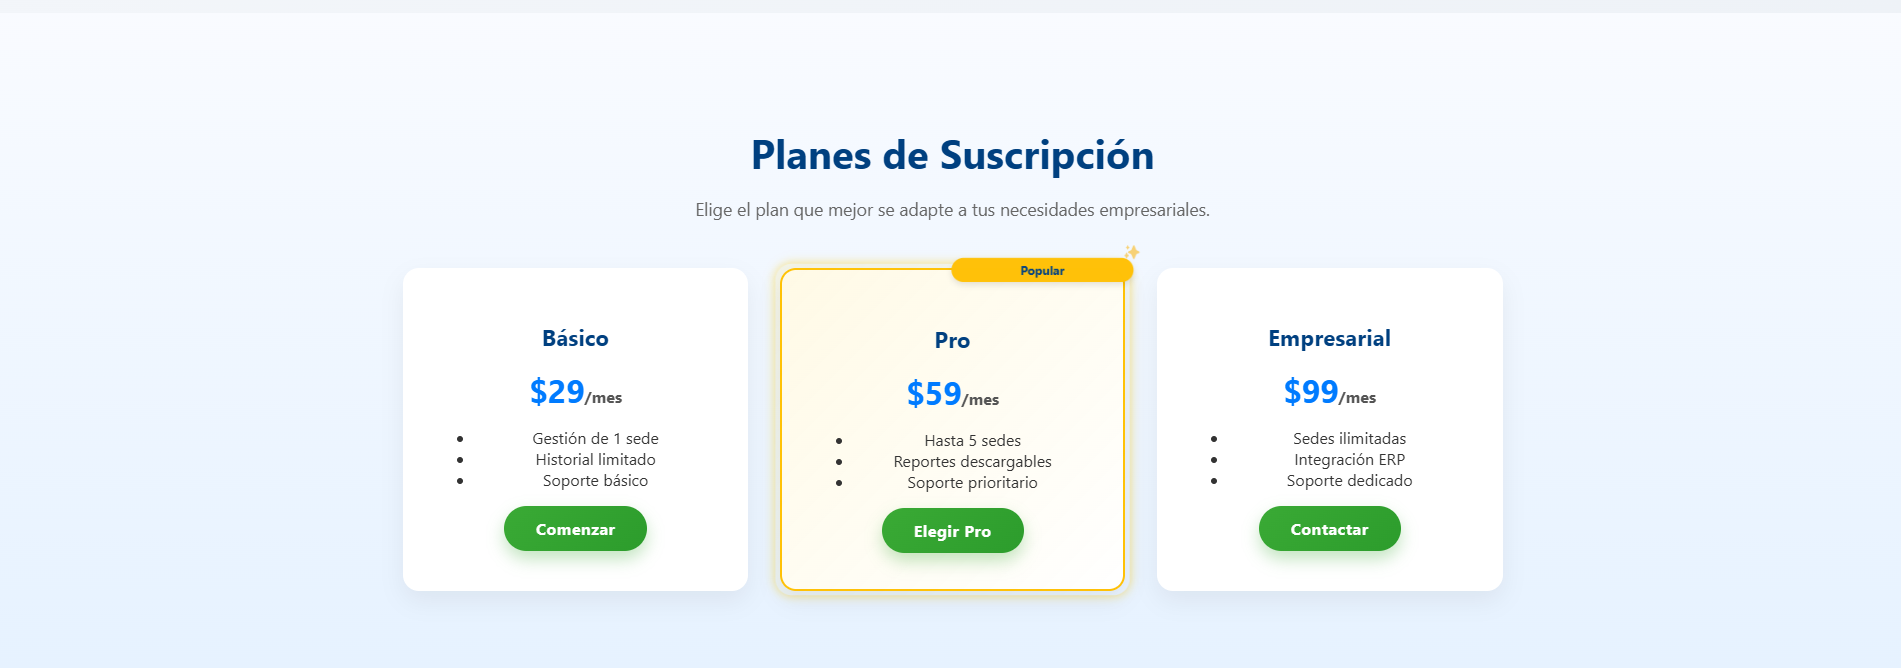 Planes de Suscripción
Elige el plan que mejor se adapte a tus necesidades empresariales.
Básico
$29/mes
• Gestión de 1 sede
• Historial limitado
• Soporte básico
Comenzar
Popular
Pro
$59/mes
• Hasta 5 sedes
• Reportes descargables
• Soporte prioritario
Elegir Pro
Empresarial
$99/mes
• Sedes ilimitadas
• Integración ERP
• Soporte dedicado
Contactar